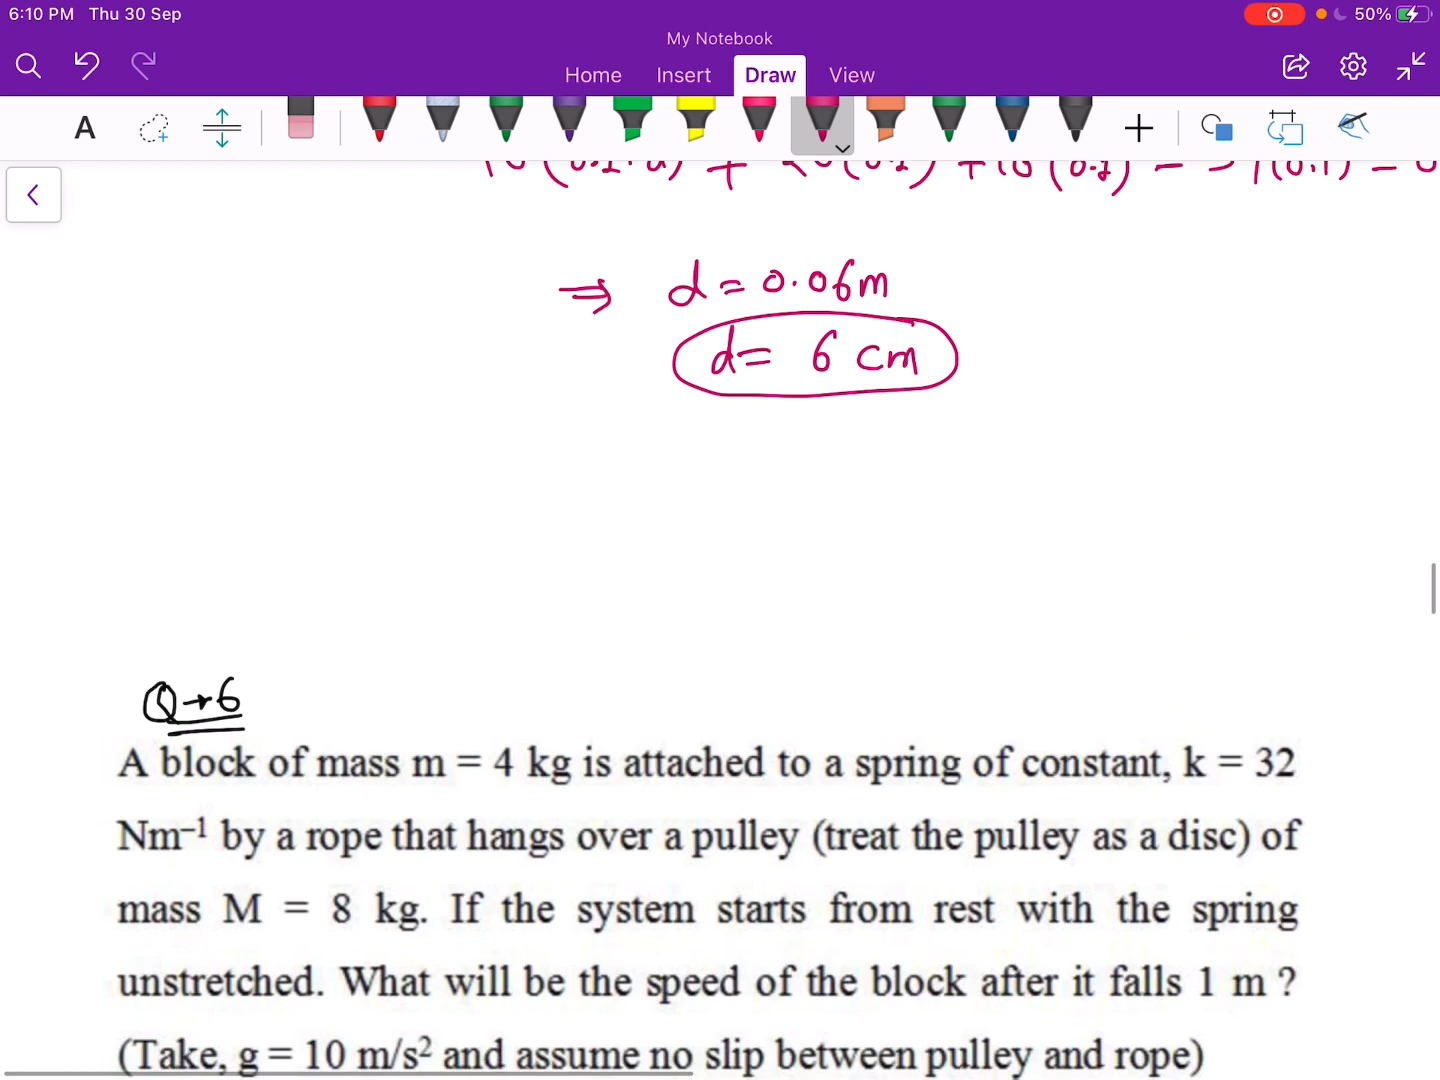 6:10 PM Thu 30 Sep
50%
My Notebook
Home Insert Draw View
A
⇒ d = 0.06m
d = 6 cm
Q→6
A block of mass m = 4 kg is attached to a spring of constant, k = 32
Nm⁻¹ by a rope that hangs over a pulley (treat the pulley as a disc) of
mass M = 8 kg. If the system starts from rest with the spring
unstretched. What will be the speed of the block after it falls 1 m ?
(Take, g = 10 m/s² and assume no slip between pulley and rope)